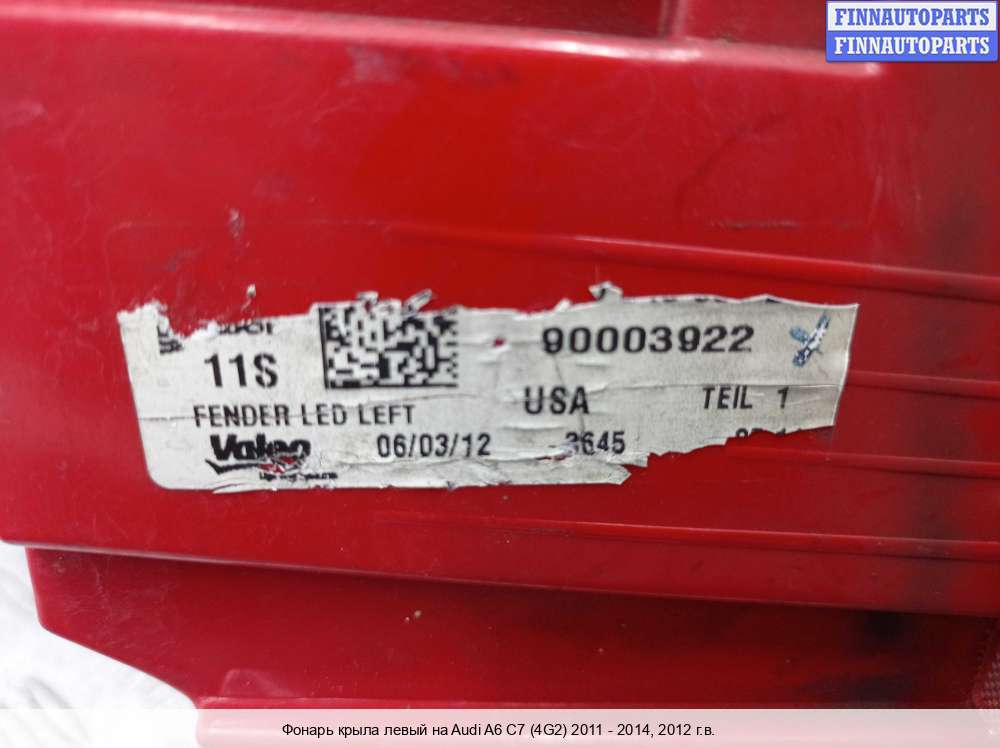 FINNAUTOPARTS
FINNAUTOPARTS
90003922
11S
USA
TEIL 1
FENDER LED LEFT
Valeo 06/03/12 3645
Фонарь крыла левый на Audi A6 C7 (4G2) 2011 - 2014, 2012 г.в.